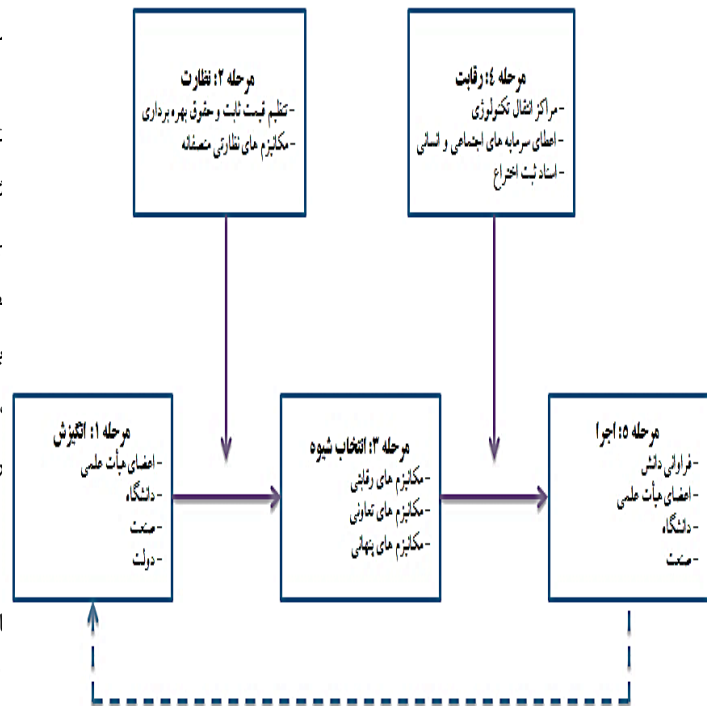 مرحله ۲: نظارت
- تنظیم قیمت ثابت و حقوق بهره برداری
- مکانیزم های نظارتی منصفانه
مرحله ٤: رقابت
- مراکز انتقال تکنولوژی
- اعطای سرمایه های اجتماعی و انسانی
- اسناد ثبت اختراع
مرحله ۱: انگیزش
- اعضای هیأت علمی
- دانشگاه
- صنعت
- دولت
مرحله ۳: انتخاب شیوه
- مکانیزم های رقابتی
- مکانیزم های تعاونی
- مکانیزم های پنهانی
مرحله ٥: اجرا
- فراوانی دانش
- اعضای هیأت علمی
- دانشگاه
- صنعت